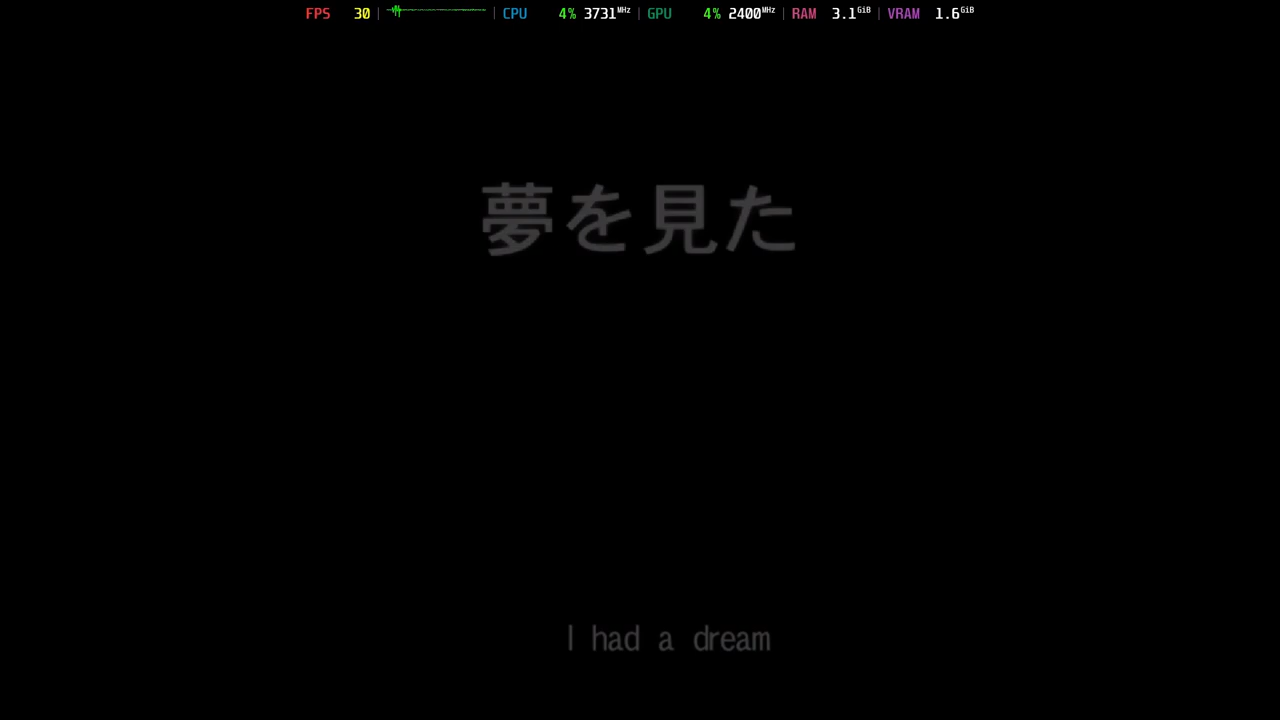 FPS 30 CPU 4% 3731MHz GPU 4% 2400MHz RAM 3.1GiB VRAM 1.6GiB
夢を見た
I had a dream